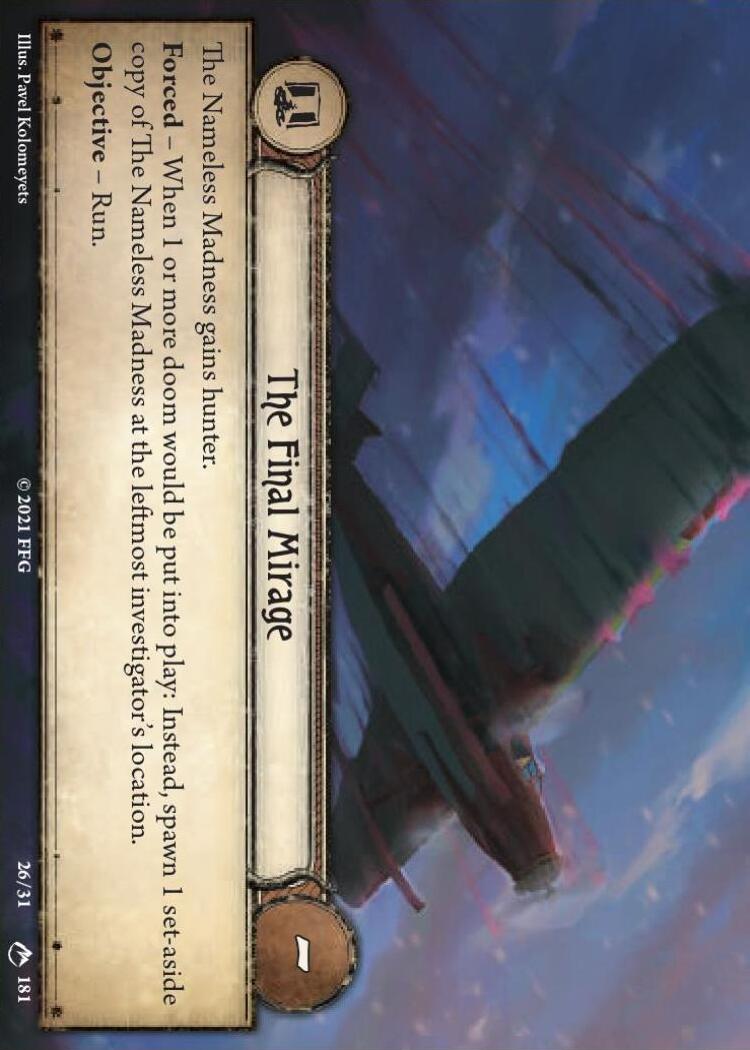 The Final Mirage
–
The Nameless Madness gains hunter.
Forced – When 1 or more doom would be put into play: Instead, spawn 1 set-aside
copy of The Nameless Madness at the leftmost investigator's location.
Objective – Run.
Illus. Pavel Kolomeyets © 2021 FFG 26/31 181